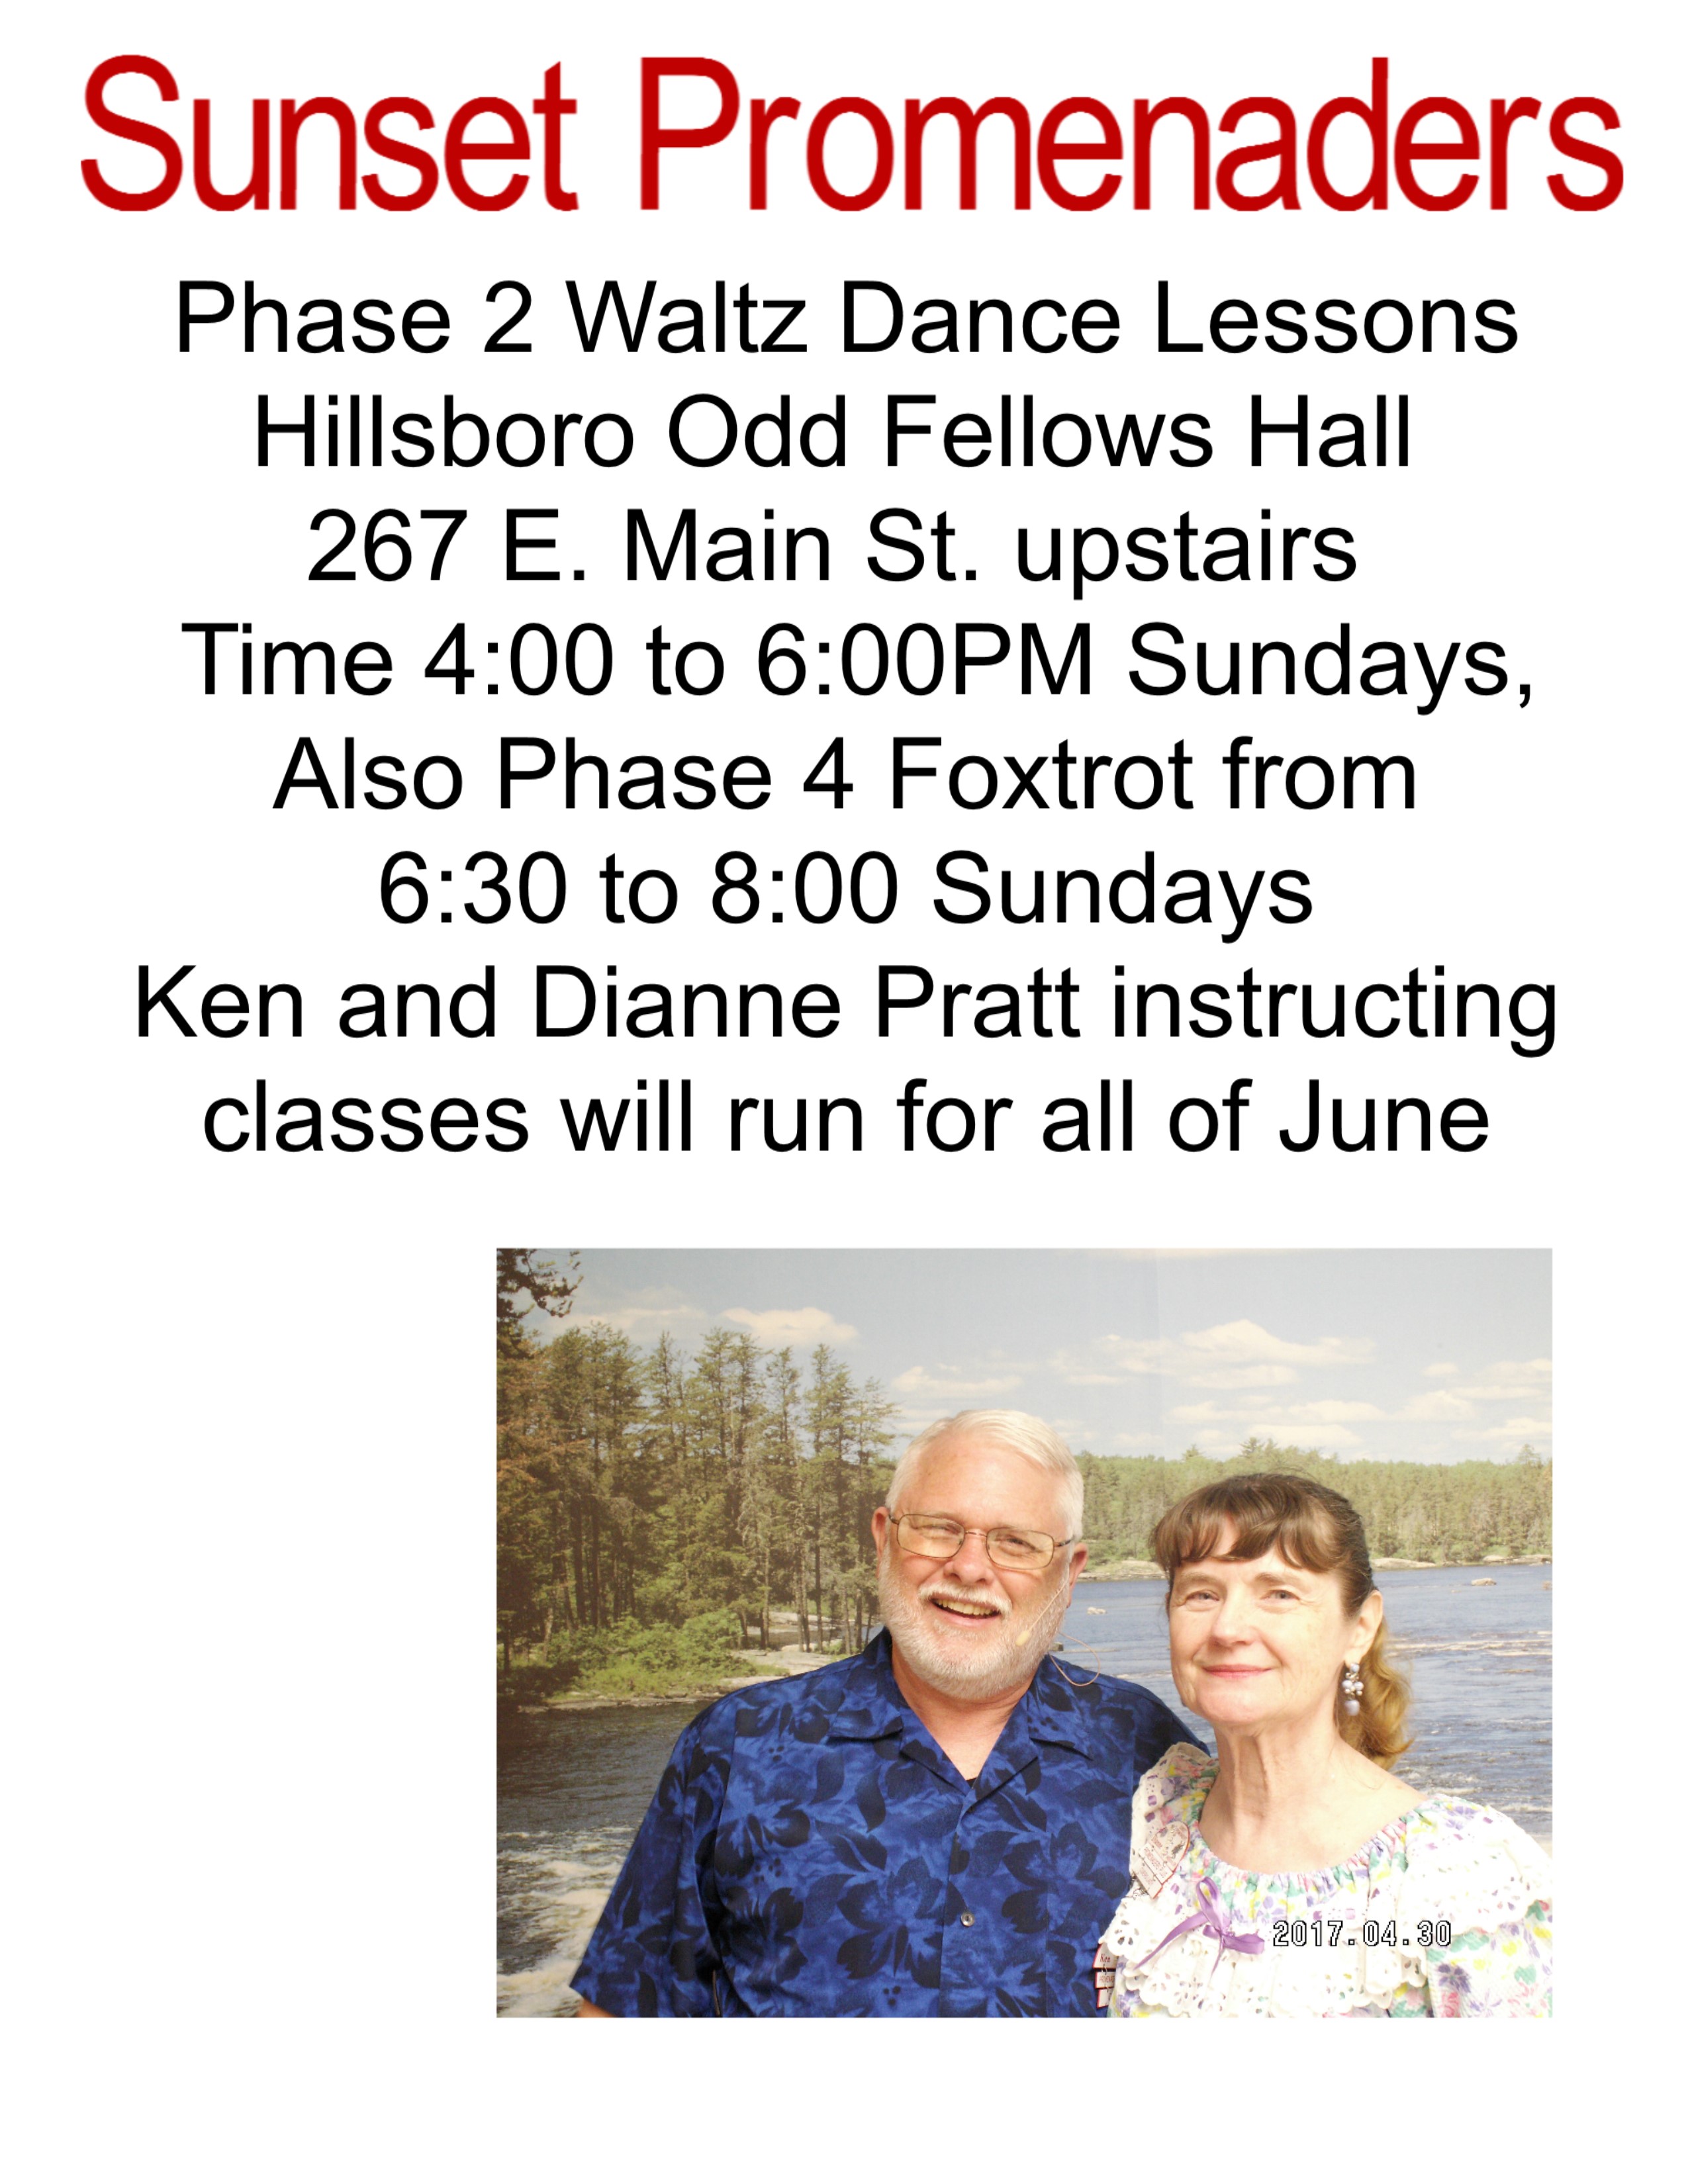 Sunset Promenaders
Phase 2 Waltz Dance Lessons
Hillsboro Odd Fellows Hall
267 E. Main St. upstairs
Time 4:00 to 6:00PM Sundays,
Also Phase 4 Foxtrot from
6:30 to 8:00 Sundays
Ken and Dianne Pratt instructing
classes will run for all of June
2017.04.30
Ken